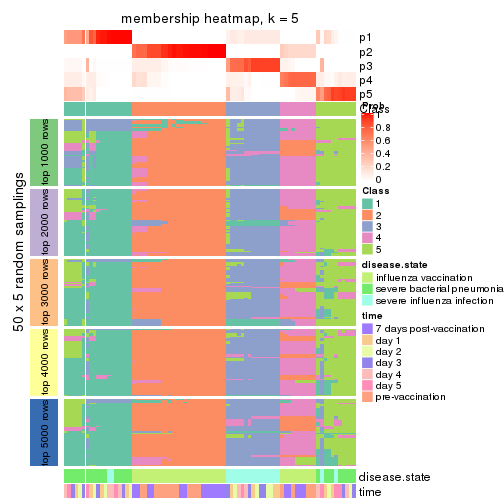 membership heatmap, k = 5
p1
p2
p3
p4
p5
Class
Prob
1
0.8
0.6
0.4
0.2
0
Class
1
2
3
4
5
disease.state
influenza vaccination
severe bacterial pneumonia
severe influenza infection
time
7 days post-vaccination
day 1
day 2
day 3
day 4
day 5
pre-vaccination
50 x 5 random samplings
top 1000 rows
top 2000 rows
top 3000 rows
top 4000 rows
top 5000 rows
disease.state
time